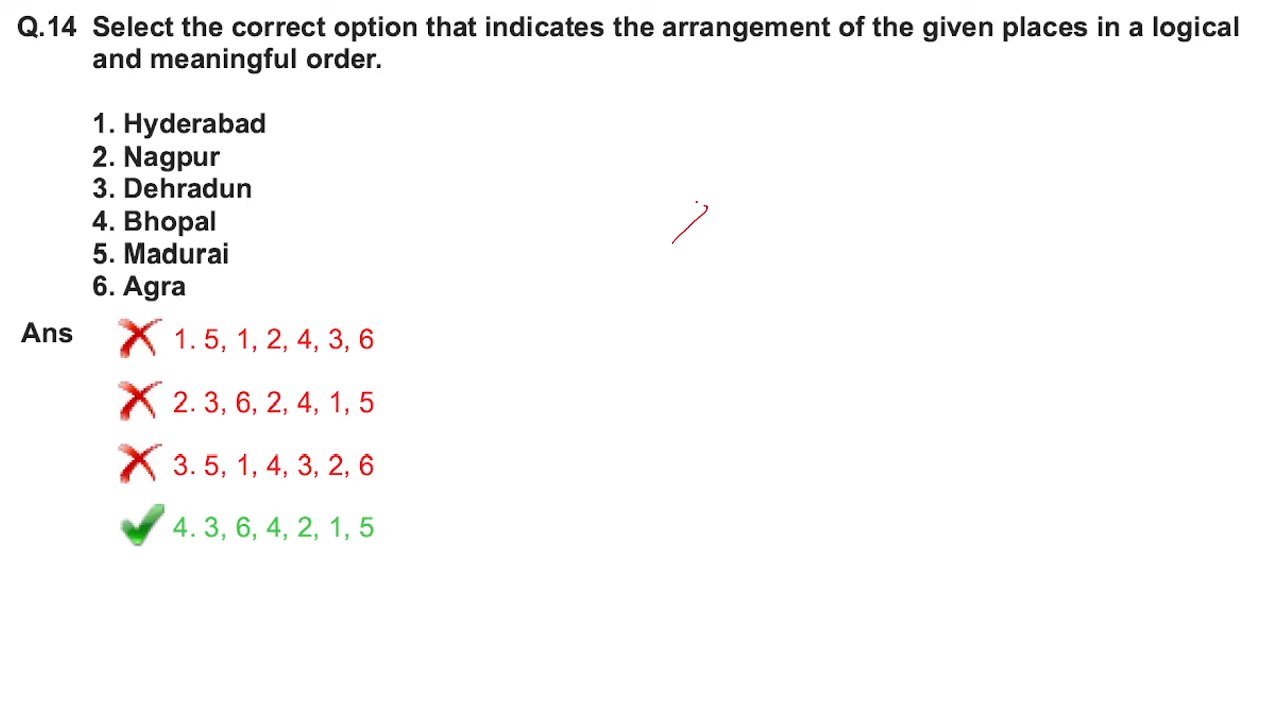 Q.14 Select the correct option that indicates the arrangement of the given places in a logical
and meaningful order.
1. Hyderabad
2. Nagpur
3. Dehradun
4. Bhopal
5. Madurai
6. Agra
Ans
1. 5, 1, 2, 4, 3, 6
2. 3, 6, 2, 4, 1, 5
3. 5, 1, 4, 3, 2, 6
4. 3, 6, 4, 2, 1, 5